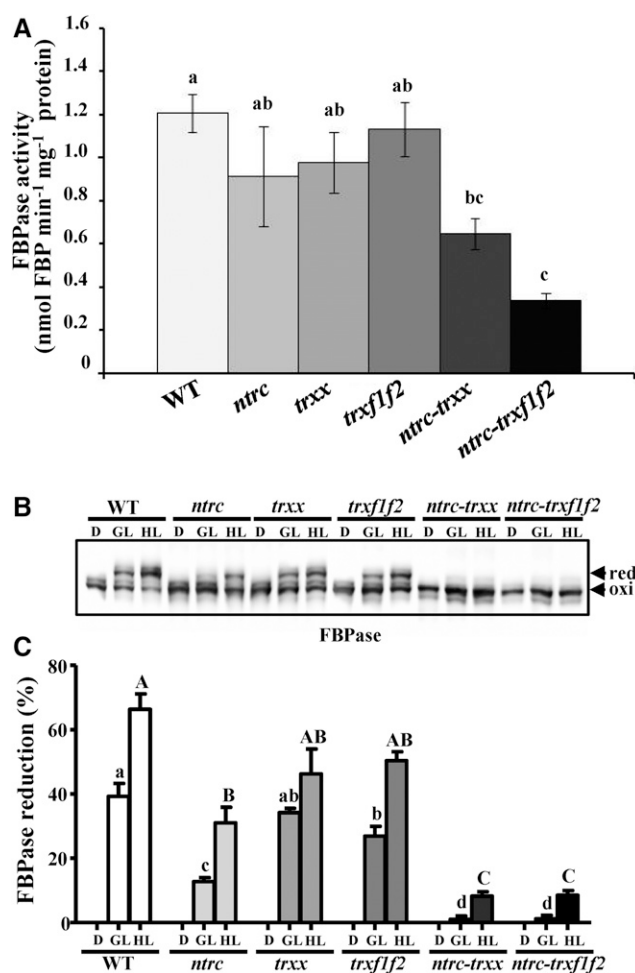 A
FBPase activity
(nmol FBP min⁻¹ mg⁻¹ protein)
1.6
1.4
1.2
1.0
0.8
0.6
0.4
0.2
0
a
ab
ab
ab
bc
c
WT
ntrc
trxx
trxf1f2
ntrc-trxx
ntrc-trxf1f2
B
WT ntrc trxx trxf1f2 ntrc-trxx ntrc-trxf1f2
D GL HL D GL HL D GL HL D GL HL D GL HL D GL HL
red
oxi
FBPase
C
FBPase reduction (%)
80
60
40
20
0
a A
c B
ab AB
b AB
d C
d C
D GL HL D GL HL D GL HL D GL HL D GL HL D GL HL
WT ntrc trxx trxf1f2 ntrc-trxx ntrc-trxf1f2